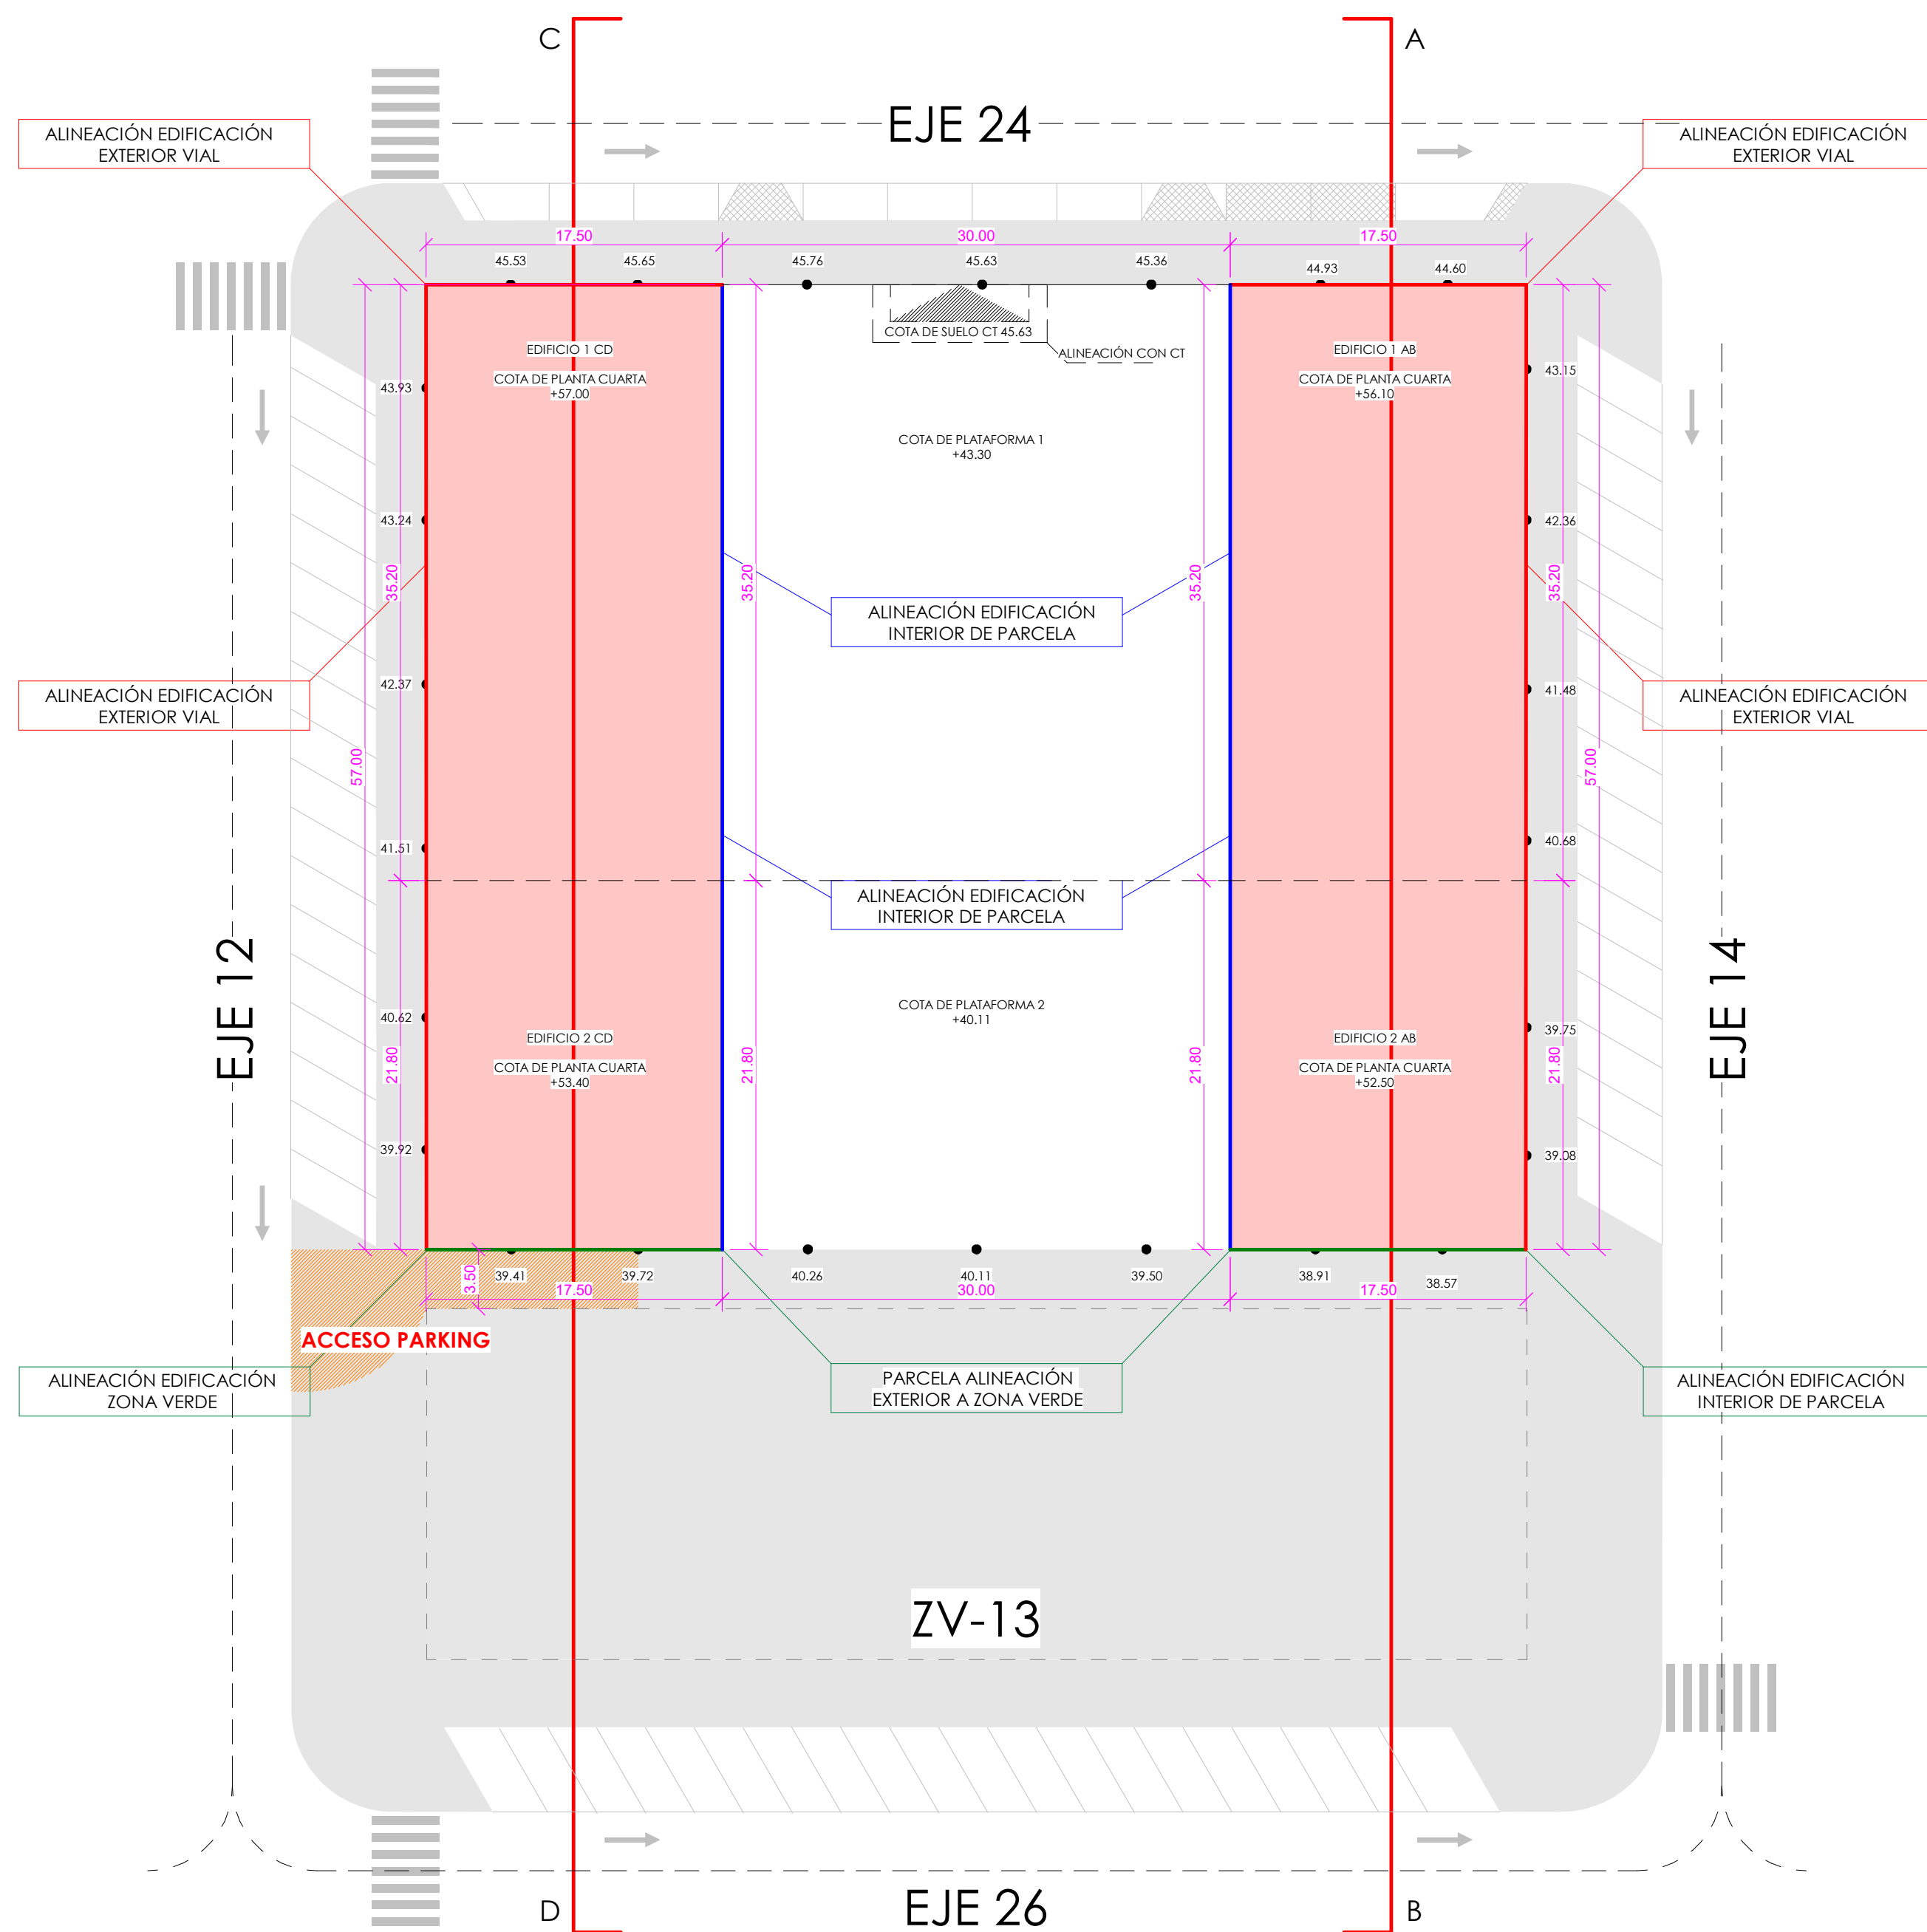 C
A
EJE 24
ALINEACIÓN EDIFICACIÓN
EXTERIOR VIAL
ALINEACIÓN EDIFICACIÓN
EXTERIOR VIAL
17.50
30.00
17.50
45.53
45.65
45.76
45.63
45.36
44.93
44.60
COTA DE SUELO CT 45.63
ALINEACIÓN CON CT
EDIFICIO 1 CD
COTA DE PLANTA CUARTA
+57.00
EDIFICIO 1 AB
COTA DE PLANTA CUARTA
+56.10
43.93
43.15
COTA DE PLATAFORMA 1
+43.30
43.24
42.36
35.20
35.20
35.20
35.20
ALINEACIÓN EDIFICACIÓN
INTERIOR DE PARCELA
42.37
41.48
ALINEACIÓN EDIFICACIÓN
EXTERIOR VIAL
ALINEACIÓN EDIFICACIÓN
EXTERIOR VIAL
57.00
57.00
41.51
40.68
ALINEACIÓN EDIFICACIÓN
INTERIOR DE PARCELA
EJE 12
EJE 14
COTA DE PLATAFORMA 2
+40.11
40.62
39.75
EDIFICIO 2 CD
COTA DE PLANTA CUARTA
+53.40
EDIFICIO 2 AB
COTA DE PLANTA CUARTA
+52.50
21.80
21.80
21.80
21.80
39.92
39.08
3.50
39.41
39.72
40.26
40.11
39.50
38.91
38.57
17.50
30.00
17.50
ACCESO PARKING
ALINEACIÓN EDIFICACIÓN
ZONA VERDE
PARCELA ALINEACIÓN
EXTERIOR A ZONA VERDE
ALINEACIÓN EDIFICACIÓN
INTERIOR DE PARCELA
ZV-13
D
EJE 26
B